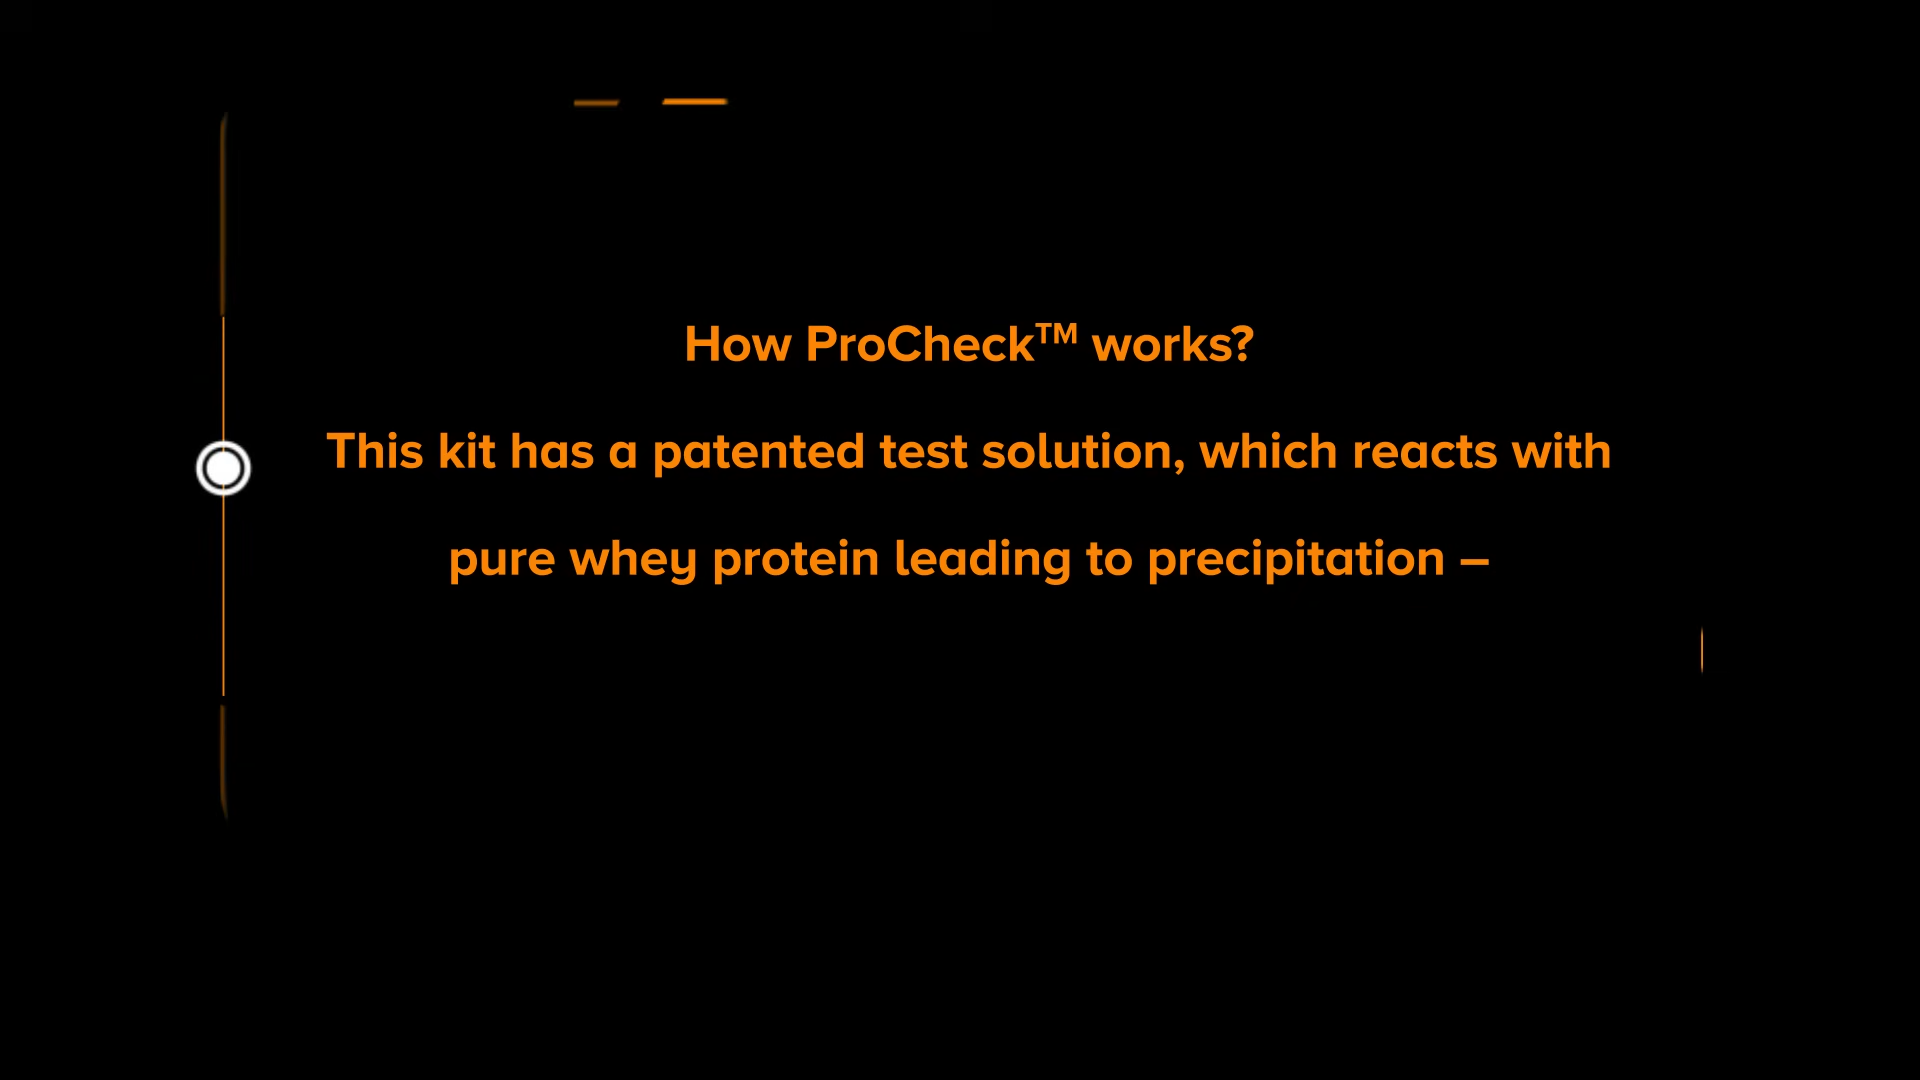 How ProCheck™ works?
This kit has a patented test solution, which reacts with
pure whey protein leading to precipitation –